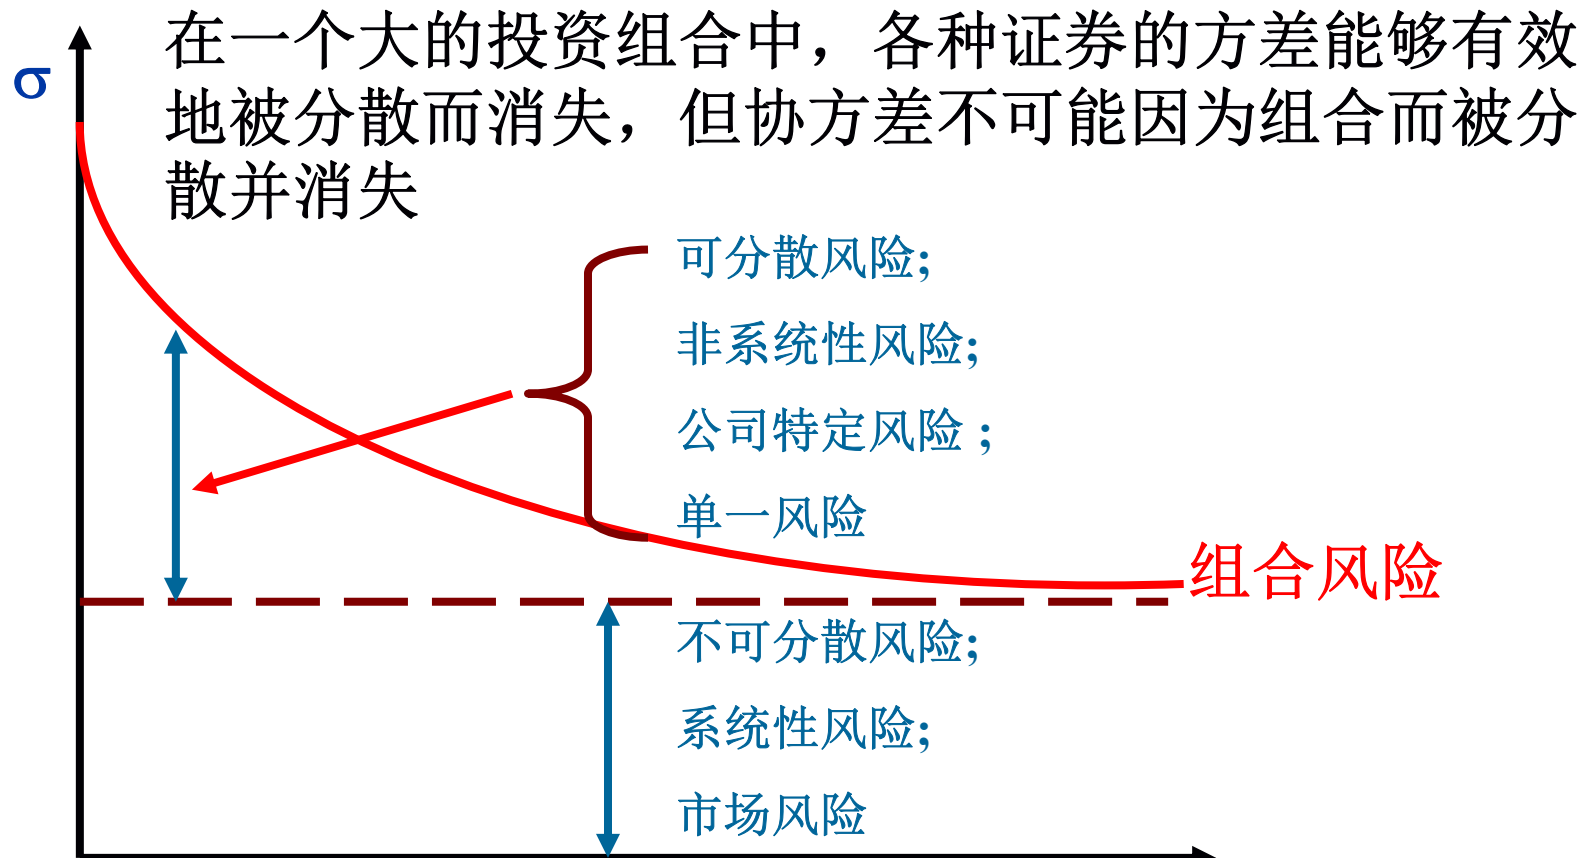 σ
在一个大的投资组合中，各种证券的方差能够有效
地被分散而消失，但协方差不可能因为组合而被分
散并消失
可分散风险；
非系统性风险；
公司特定风险 ；
单一风险
组合风险
不可分散风险；
系统性风险；
市场风险